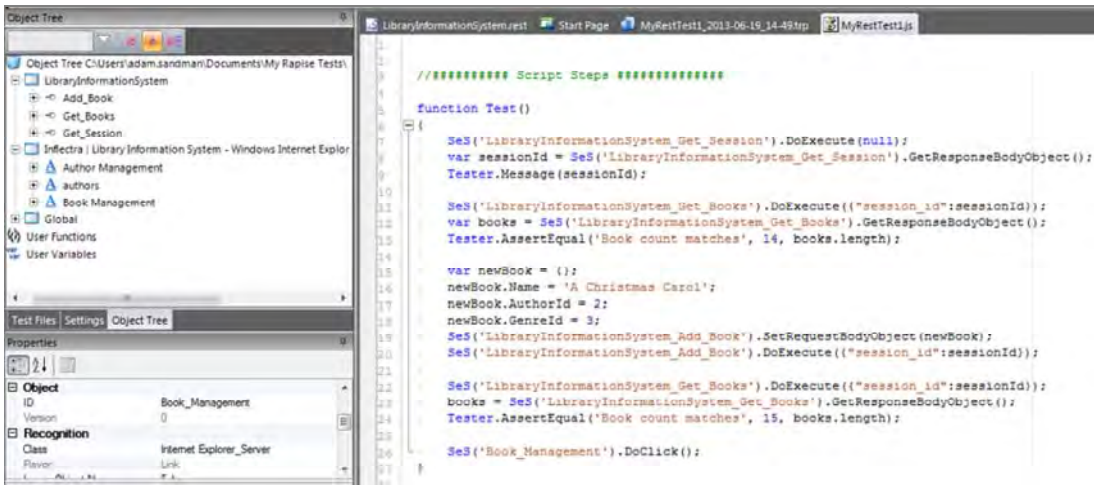 Object Tree
Object Tree C:\Users\adam.sandman\Documents\My Rapise Tests\
LibraryInformationSystem
Add_Book
Get_Books
Get_Session
Inflectra | Library Information System - Windows Internet Explor
Author Management
authors
Book Management
Global
User Functions
User Variables
Test Files Settings Object Tree
Properties
Object
ID Book_Management
Version 0
Recognition
Class Internet Explorer_Server
Flavor Link
LibraryInformationSystem.rest Start Page MyRestTest1_2013-06-19_14-49.trp MyRestTest1.js
1
2
3 //########## Script Steps ##############
4
5 function Test()
6 {
7 SeS('LibraryInformationSystem_Get_Session').DoExecute(null);
8 var sessionId = SeS('LibraryInformationSystem_Get_Session').GetResponseBodyObject();
9 Tester.Message(sessionId);
10
11 SeS('LibraryInformationSystem_Get_Books').DoExecute({"session_id":sessionId});
12 var books = SeS('LibraryInformationSystem_Get_Books').GetResponseBodyObject();
13 Tester.AssertEqual('Book count matches', 14, books.length);
14
15 var newBook = {};
16 newBook.Name = 'A Christmas Carol';
17 newBook.AuthorId = 2;
18 newBook.GenreId = 3;
19 SeS('LibraryInformationSystem_Add_Book').SetRequestBodyObject(newBook);
20 SeS('LibraryInformationSystem_Add_Book').DoExecute({"session_id":sessionId});
21
22 SeS('LibraryInformationSystem_Get_Books').DoExecute({"session_id":sessionId});
23 books = SeS('LibraryInformationSystem_Get_Books').GetResponseBodyObject();
24 Tester.AssertEqual('Book count matches', 15, books.length);
25
26 SeS('Book_Management').DoClick();
27 }